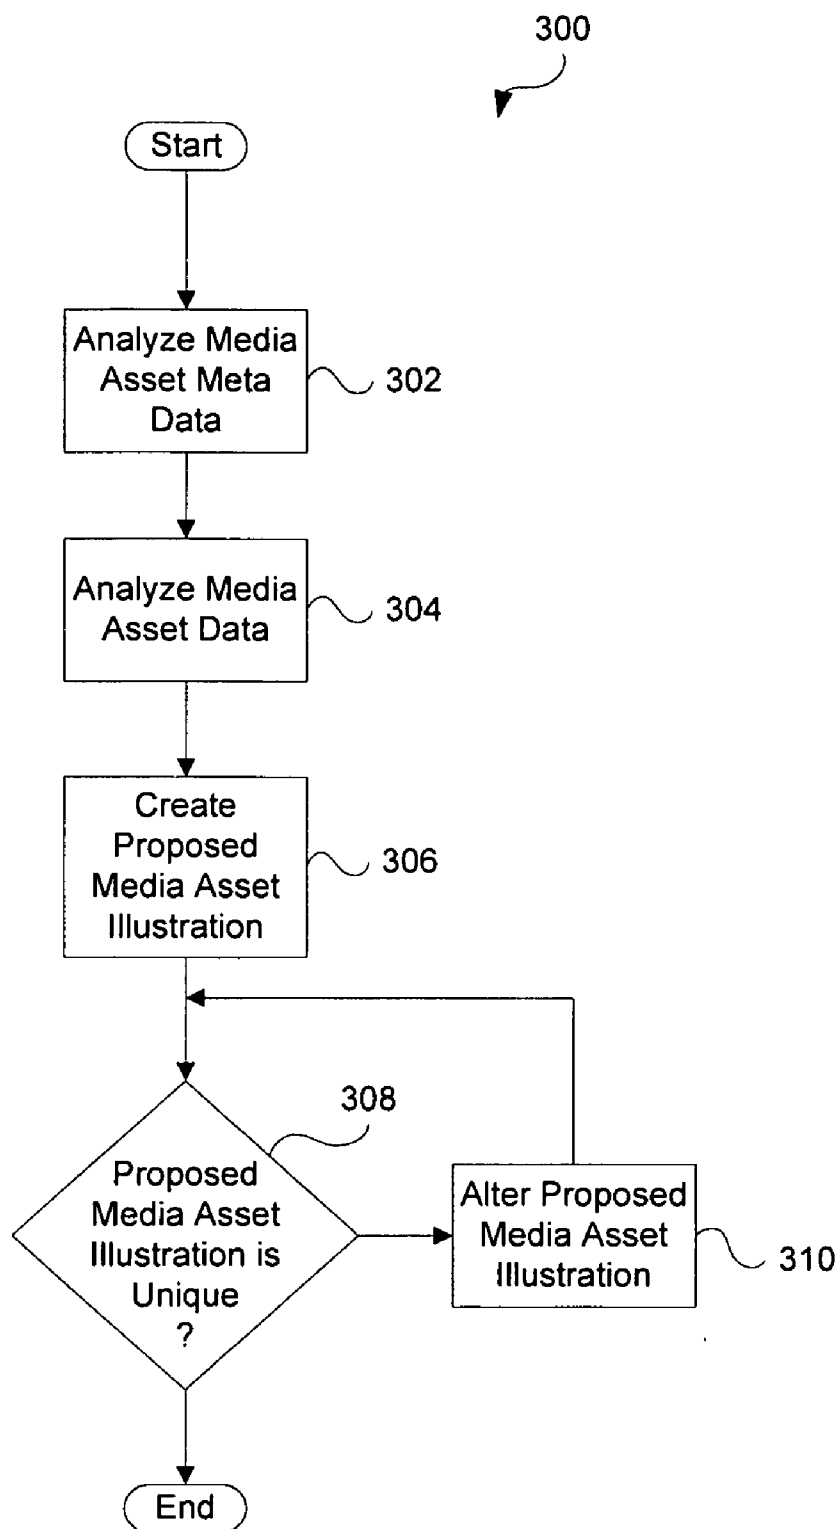 300
Start
Analyze Media
Asset Meta
Data
302
Analyze Media
Asset Data
304
Create
Proposed
Media Asset
Illustration
306
308
Proposed
Media Asset
Illustration is
Unique
?
Alter Proposed
Media Asset
Illustration
310
End